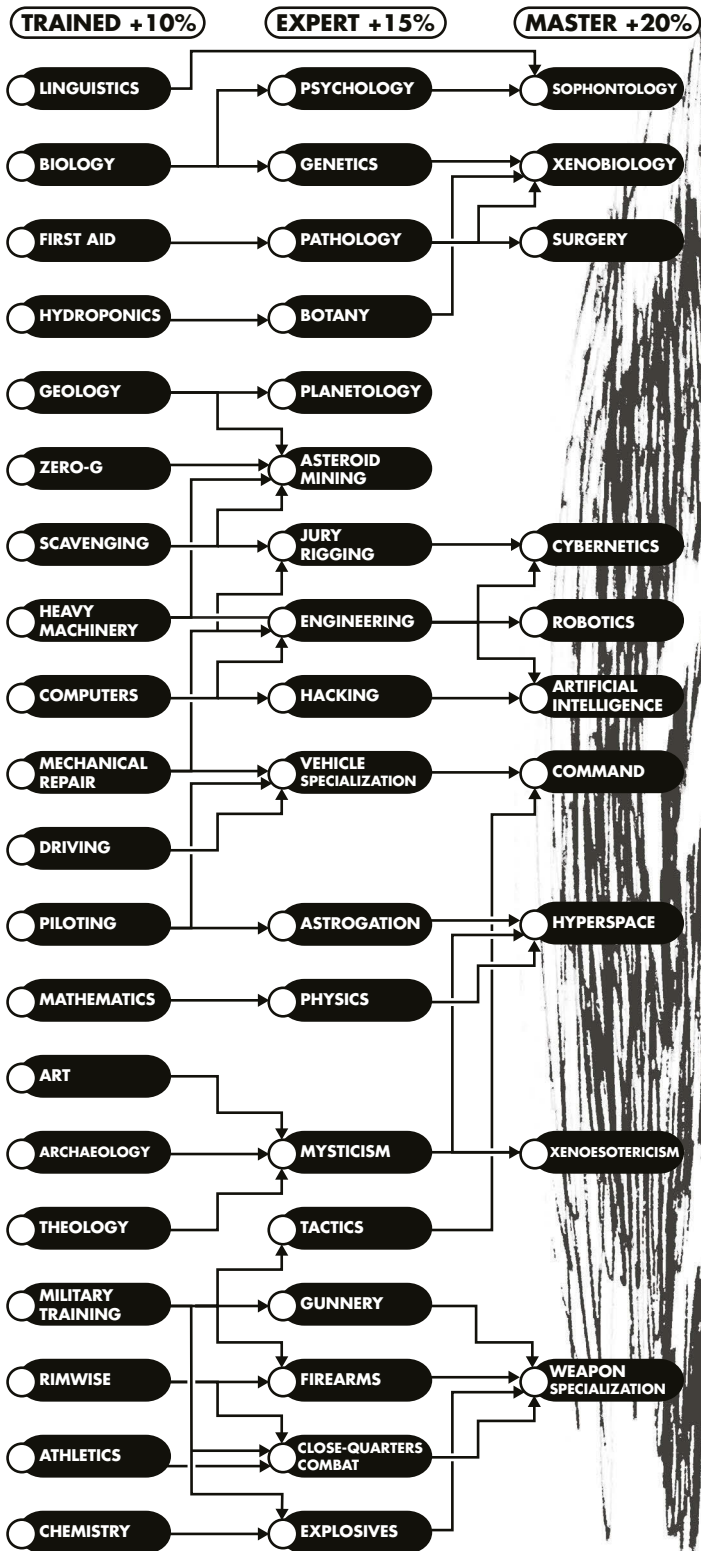 TRAINED +10%
EXPERT +15%
MASTER +20%
LINGUISTICS
PSYCHOLOGY
SOPHONTOLOGY
BIOLOGY
GENETICS
XENOBIOLOGY
FIRST AID
PATHOLOGY
SURGERY
HYDROPONICS
BOTANY
GEOLOGY
PLANETOLOGY
ZERO-G
ASTEROID
MINING
SCAVENGING
JURY
RIGGING
CYBERNETICS
HEAVY
MACHINERY
ENGINEERING
ROBOTICS
COMPUTERS
HACKING
ARTIFICIAL
INTELLIGENCE
MECHANICAL
REPAIR
VEHICLE
SPECIALIZATION
COMMAND
DRIVING
PILOTING
ASTROGATION
HYPERSPACE
MATHEMATICS
PHYSICS
ART
ARCHAEOLOGY
MYSTICISM
XENOESOTERICISM
THEOLOGY
TACTICS
MILITARY
TRAINING
GUNNERY
RIMWISE
FIREARMS
WEAPON
SPECIALIZATION
ATHLETICS
CLOSE-QUARTERS
COMBAT
CHEMISTRY
EXPLOSIVES